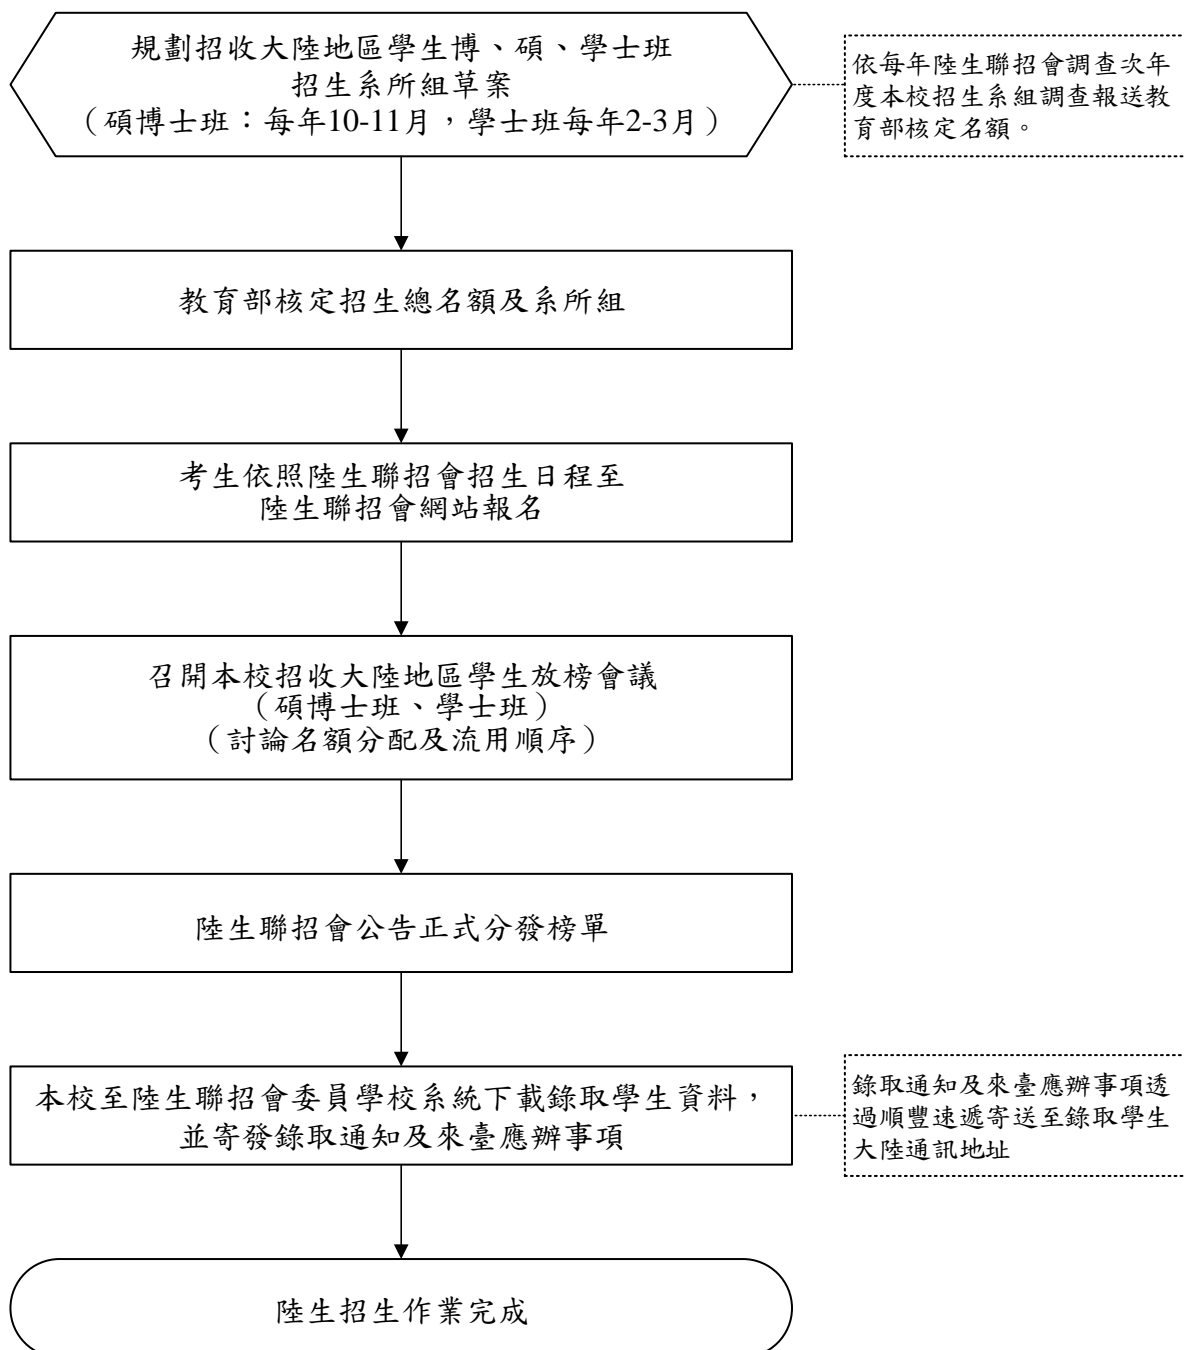 規劃招收大陸地區學生博、碩、學士班
招生系所組草案
（碩博士班：每年10-11月，學士班每年2-3月）
依每年陸生聯招會調查次年
度本校招生系組調查報送教
育部核定名額。
教育部核定招生總名額及系所組
考生依照陸生聯招會招生日程至
陸生聯招會網站報名
召開本校招收大陸地區學生放榜會議
（碩博士班、學士班）
（討論名額分配及流用順序）
陸生聯招會公告正式分發榜單
本校至陸生聯招會委員學校系統下載錄取學生資料，
並寄發錄取通知及來臺應辦事項
錄取通知及來臺應辦事項透
過順豐速遞寄送至錄取學生
大陸通訊地址
陸生招生作業完成